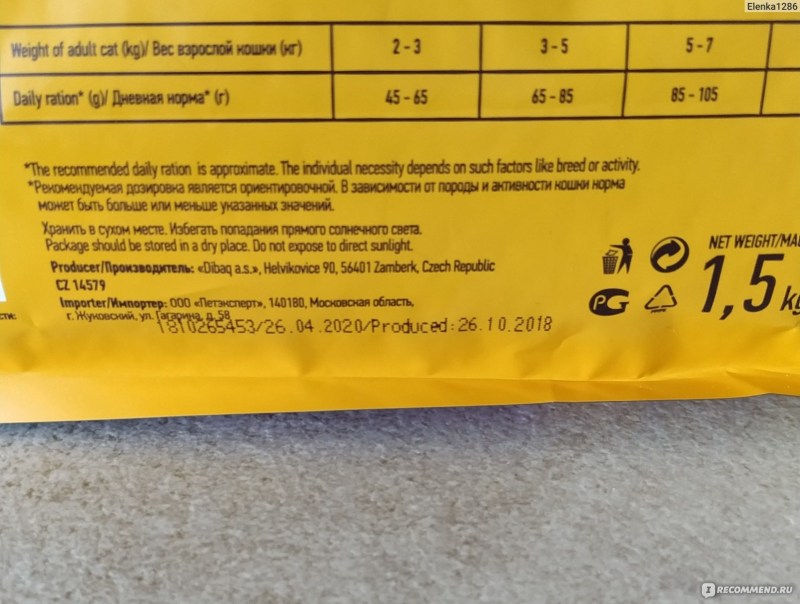 Elenka1286
Weight of adult cat (kg)/ Вес взрослой кошки (кг) 2 - 3 3 - 5 5 - 7
Daily ration* (g)/ Дневная норма* (г) 45 - 65 65 - 85 85 - 105
*The recommended daily ration is approximate. The individual necessity depends on such factors like breed or activity.
*Рекомендуемая дозировка является ориентировочной. В зависимости от породы и активности кошки норма
может быть больше или меньше указанных значений.
Хранить в сухом месте. Избегать попадания прямого солнечного света.
Package should be stored in a dry place. Do not expose to direct sunlight.
Producer/Производитель: «Dibaq a.s.», Helvikovice 90, 56401 Zamberk, Czech Republic
CZ 14579
Importer/Импортер: ООО «Петэксперт», 140180, Московская область,
г. Жуковский, ул. Гагарина, д. 58
1810265453/26.04.2020/Produced:26.10.2018
NET WEIGHT
1,5 kg
PG
IRECOMMEND.RU